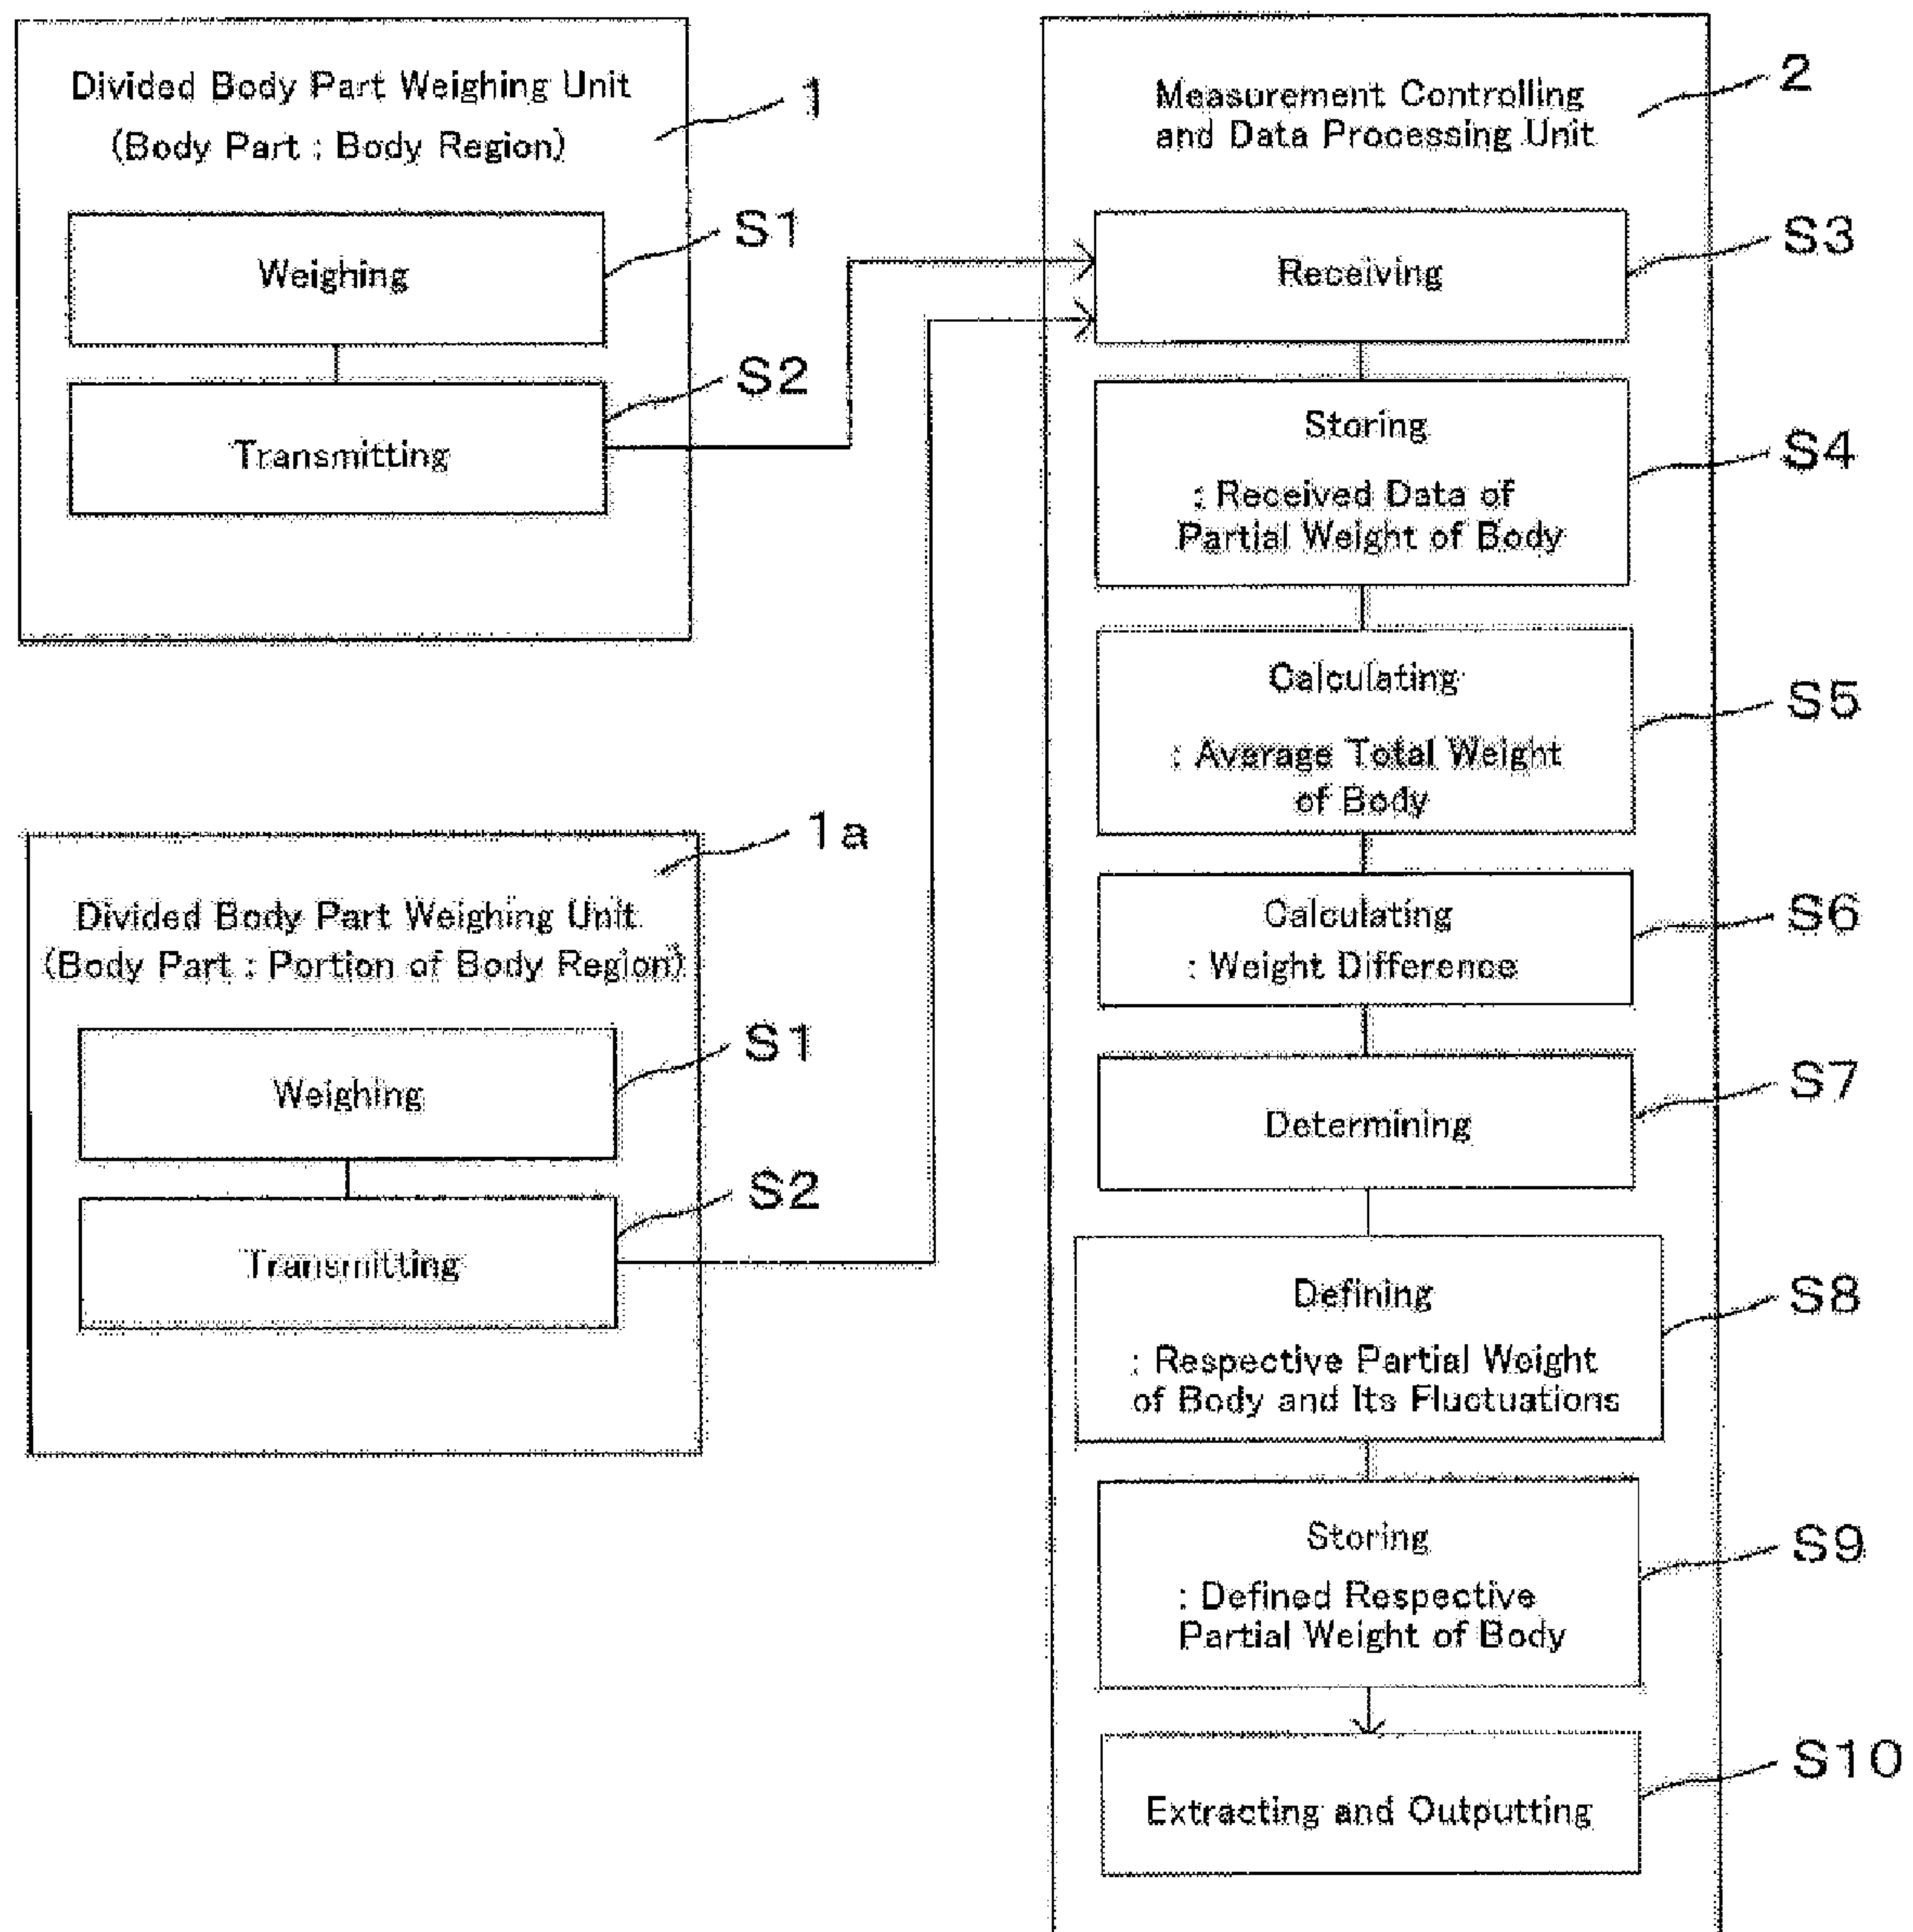 Divided Body Part Weighing Unit
(Body Part : Body Region)
1
Weighing
S1
Transmitting
S2
Divided Body Part Weighing Unit
(Body Part : Portion of Body Region)
1a
Weighing
S1
Transmitting
S2
Measurement Controlling
and Data Processing Unit
2
Receiving
S3
Storing
: Received Data of
Partial Weight of Body
S4
Calculating
: Average Total Weight
of Body
S5
Calculating
: Weight Difference
S6
Determining
S7
Defining
: Respective Partial Weight
of Body and Its Fluctuations
S8
Storing
: Defined Respective
Partial Weight of Body
S9
Extracting and Outputting
S10